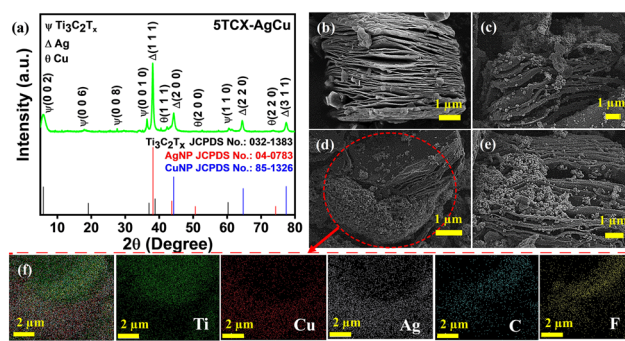 (a)
ψ Ti₃C₂Tₓ
Δ Ag
θ Cu
5TCX-AgCu
Intensity (a.u.)
ψ(0 0 2)
ψ(0 0 6)
ψ(0 0 8)
ψ(0 0 10)
Δ(1 1 1)
θ(1 1 1)
Δ(2 0 0)
θ(2 0 0)
ψ(1 1 0)
Δ(2 2 0)
θ(2 2 0)
Δ(3 1 1)
Ti₃C₂Tₓ JCPDS No.: 032-1383
AgNP JCPDS No.: 04-0783
CuNP JCPDS No.: 85-1326
10 20 30 40 50 60 70 80
2θ (Degree)
(b)
1 µm
(c)
1 µm
(d)
1 µm
(e)
1 µm
(f)
2 µm
Ti
2 µm
Cu
2 µm
Ag
2 µm
C
2 µm
F
2 µm